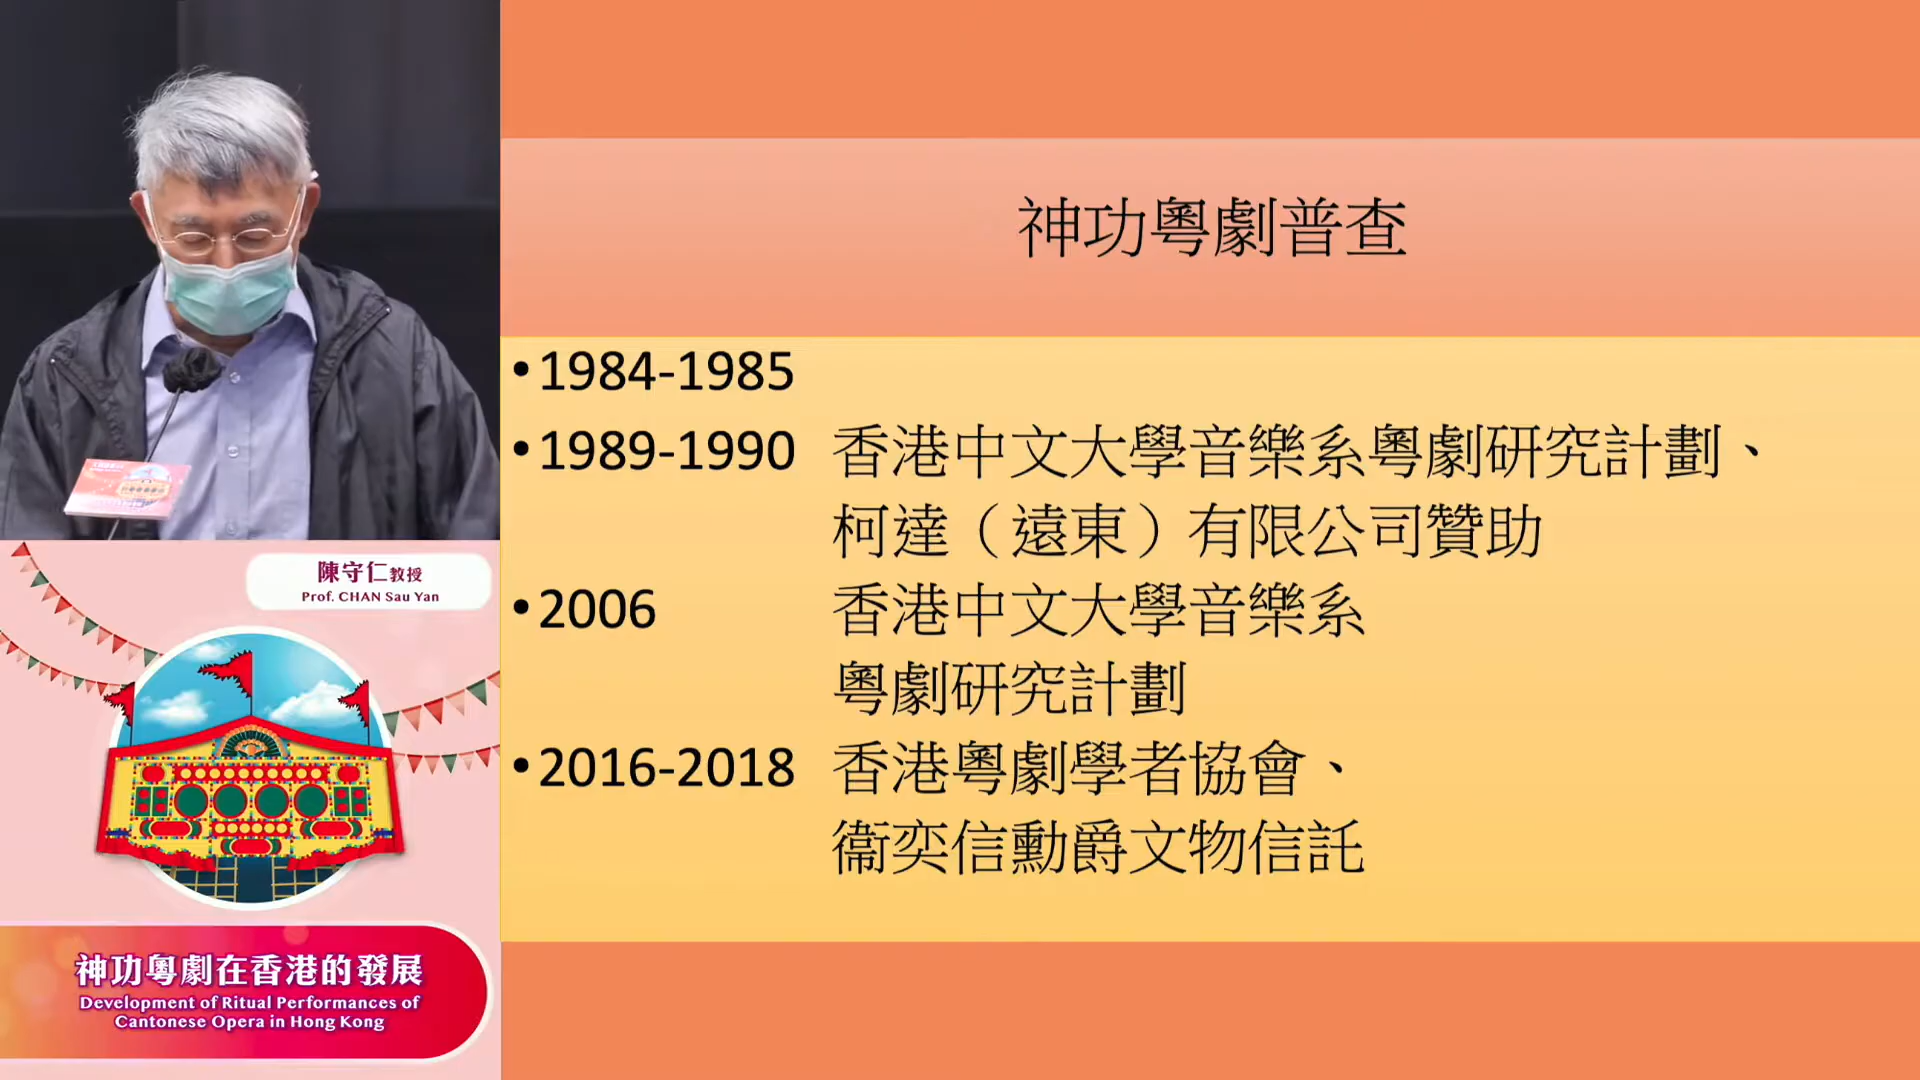 神功粵劇普查
•1984-1985
•1989-1990 香港中文大學音樂系粵劇研究計劃、
柯達（遠東）有限公司贊助
•2006 香港中文大學音樂系
粵劇研究計劃
•2016-2018 香港粵劇學者協會、
衞奕信勳爵文物信託
陳守仁教授
Prof. CHAN Sau Yan
神功粵劇在香港的發展
Development of Ritual Performances of
Cantonese Opera in Hong Kong